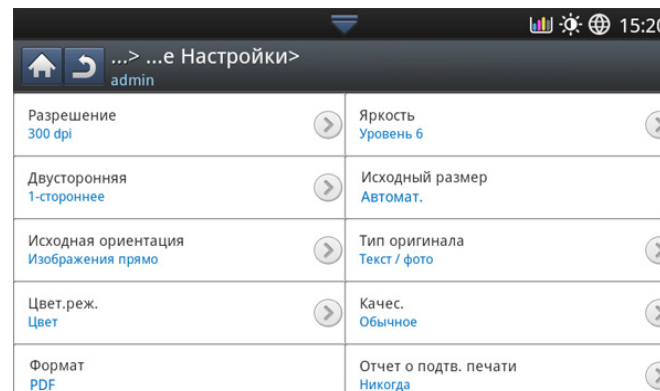 15:20
...> ...е Настройки>
admin
Разрешение
300 dpi
Яркость
Уровень 6
Двусторонняя
1-стороннее
Исходный размер
Автомат.
Исходная ориентация
Изображения прямо
Тип оригинала
Текст / фото
Цвет.реж.
Цвет
Качес.
Обычное
Формат
PDF
Отчет о подтв. печати
Никогда